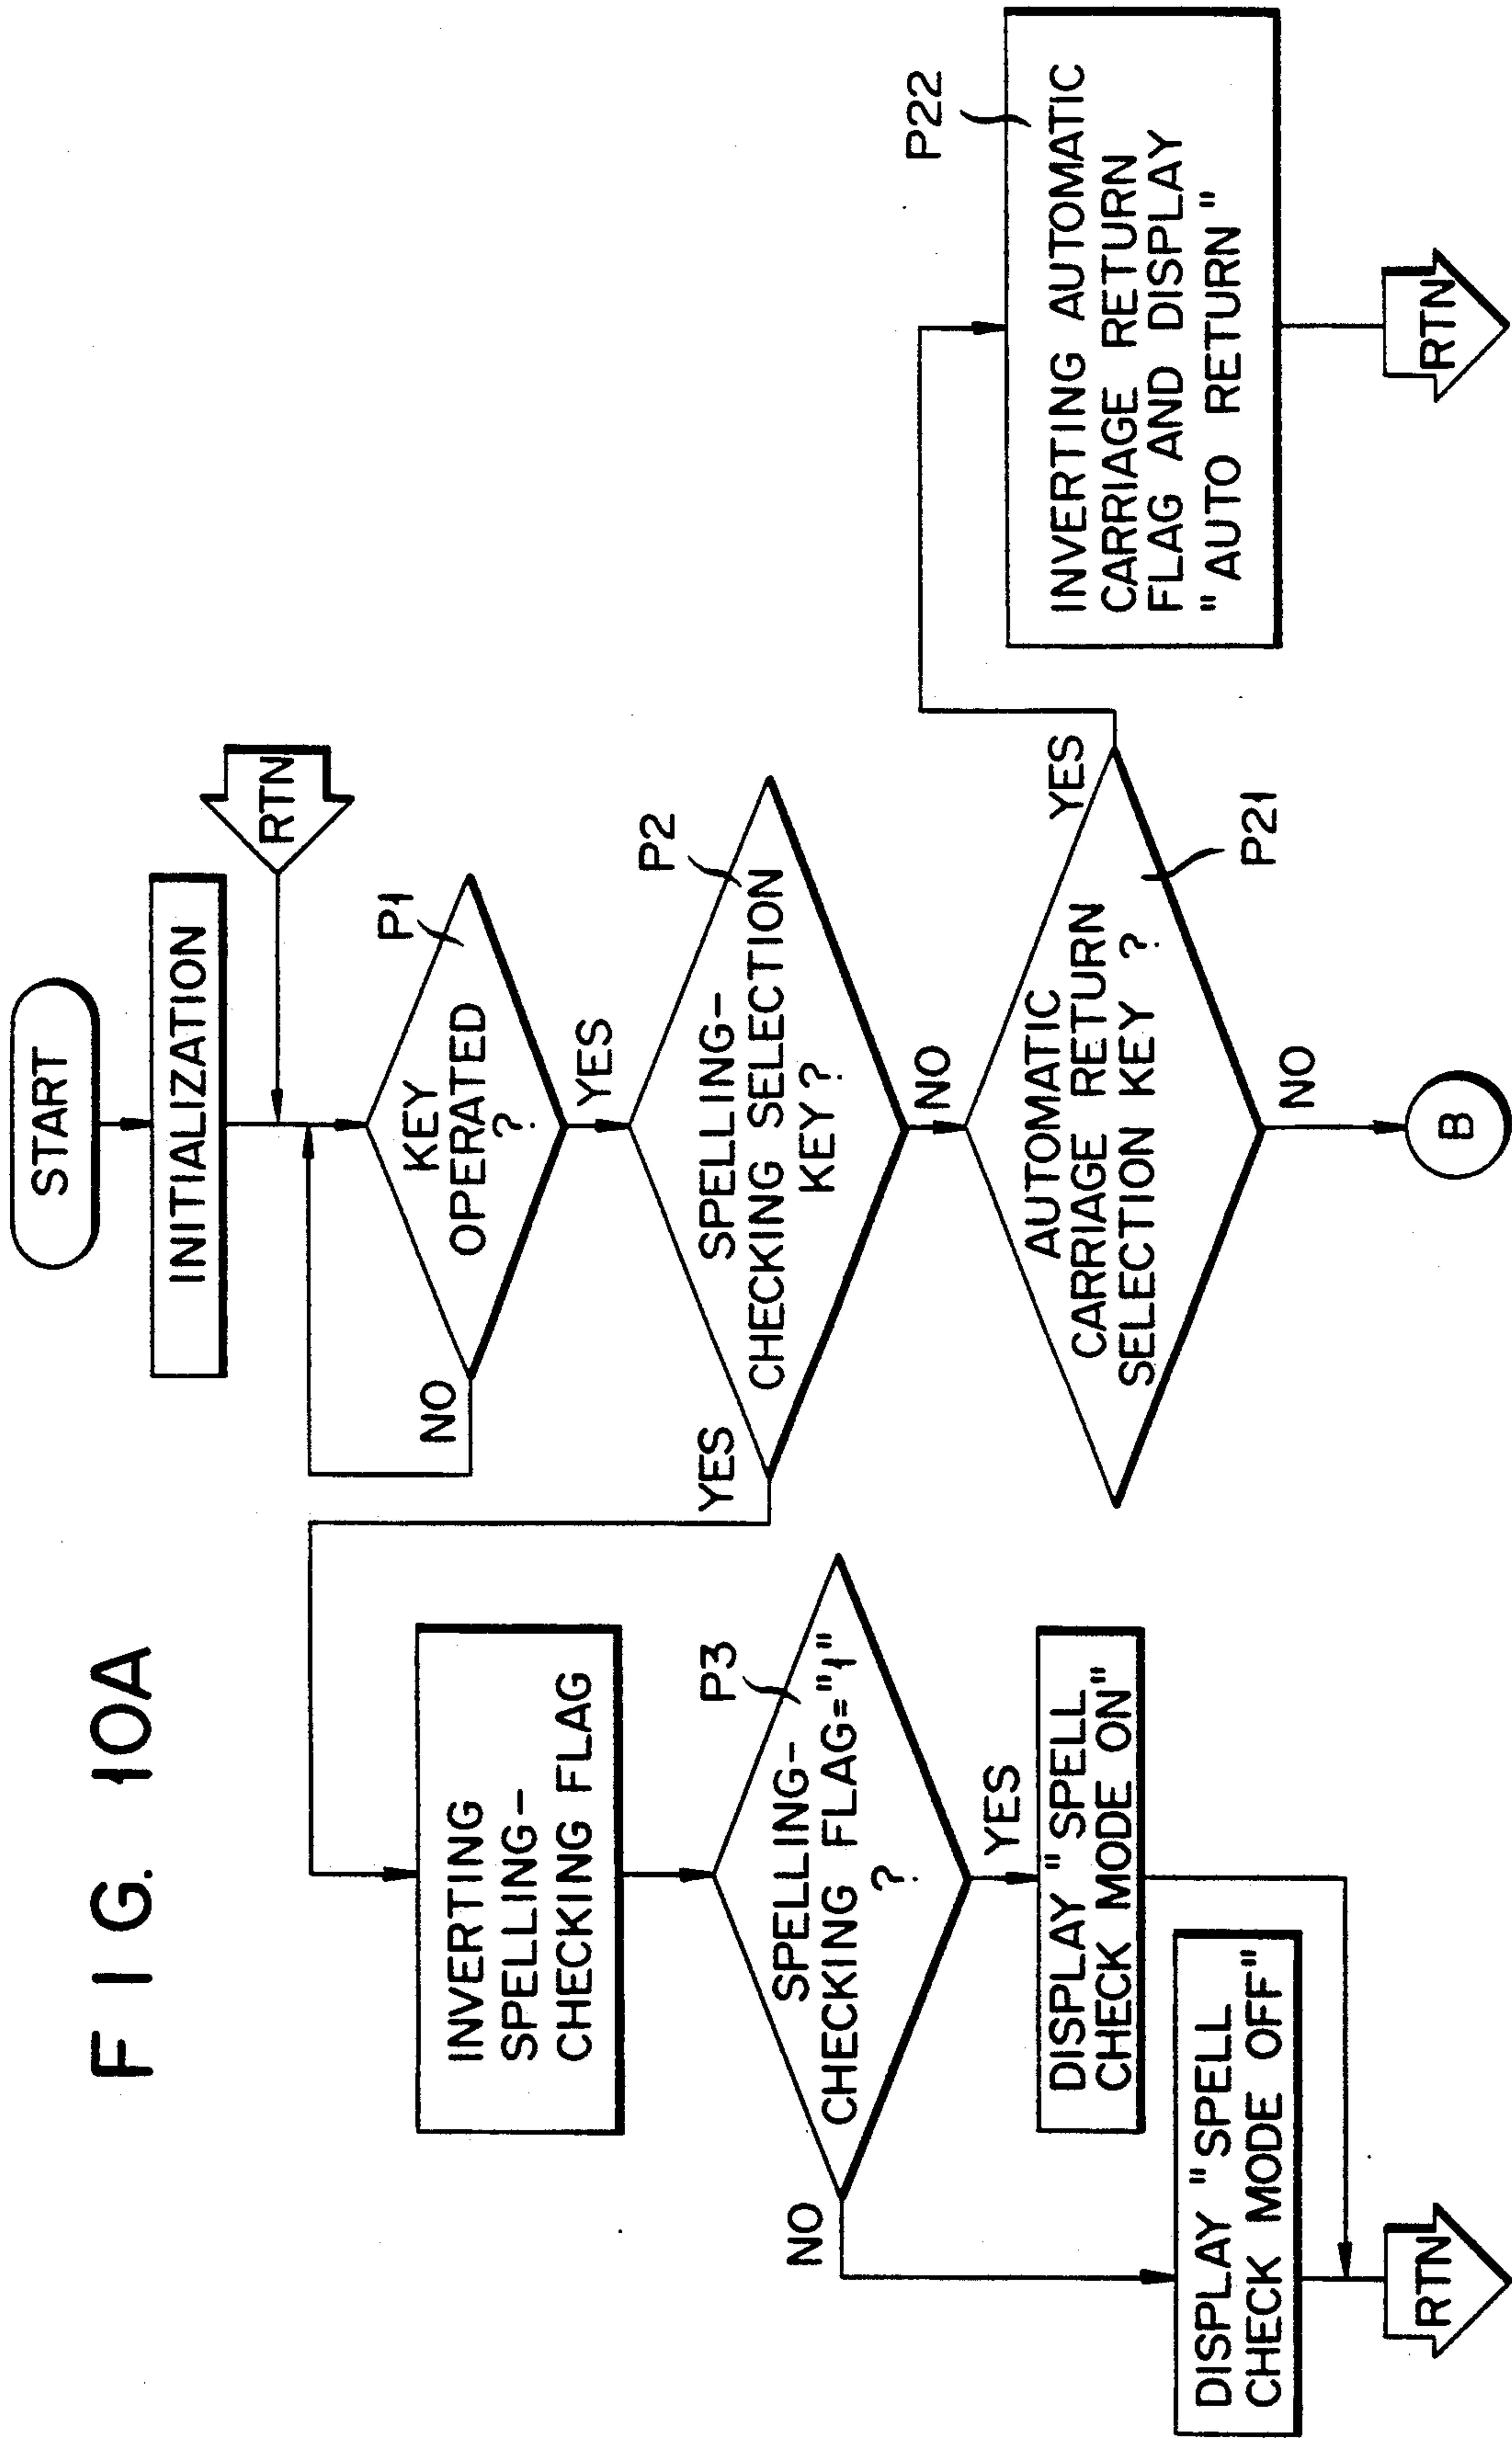 FIG. 10A
START
INITIALIZATION
RTN
P1
KEY
OPERATED
?
NO
YES
P2
SPELLING-
CHECKING SELECTION
KEY?
YES
NO
INVERTING
SPELLING-
CHECKING FLAG
P3
SPELLING-
CHECKING FLAG="1"
?
NO
YES
DISPLAY "SPELL
CHECK MODE ON"
DISPLAY "SPELL
CHECK MODE OFF"
RTN
AUTOMATIC
CARRIAGE RETURN
SELECTION KEY ?
P21
YES
NO
B
P22
INVERTING AUTOMATIC
CARRIAGE RETURN
FLAG AND DISPLAY
"AUTO RETURN"
RTN